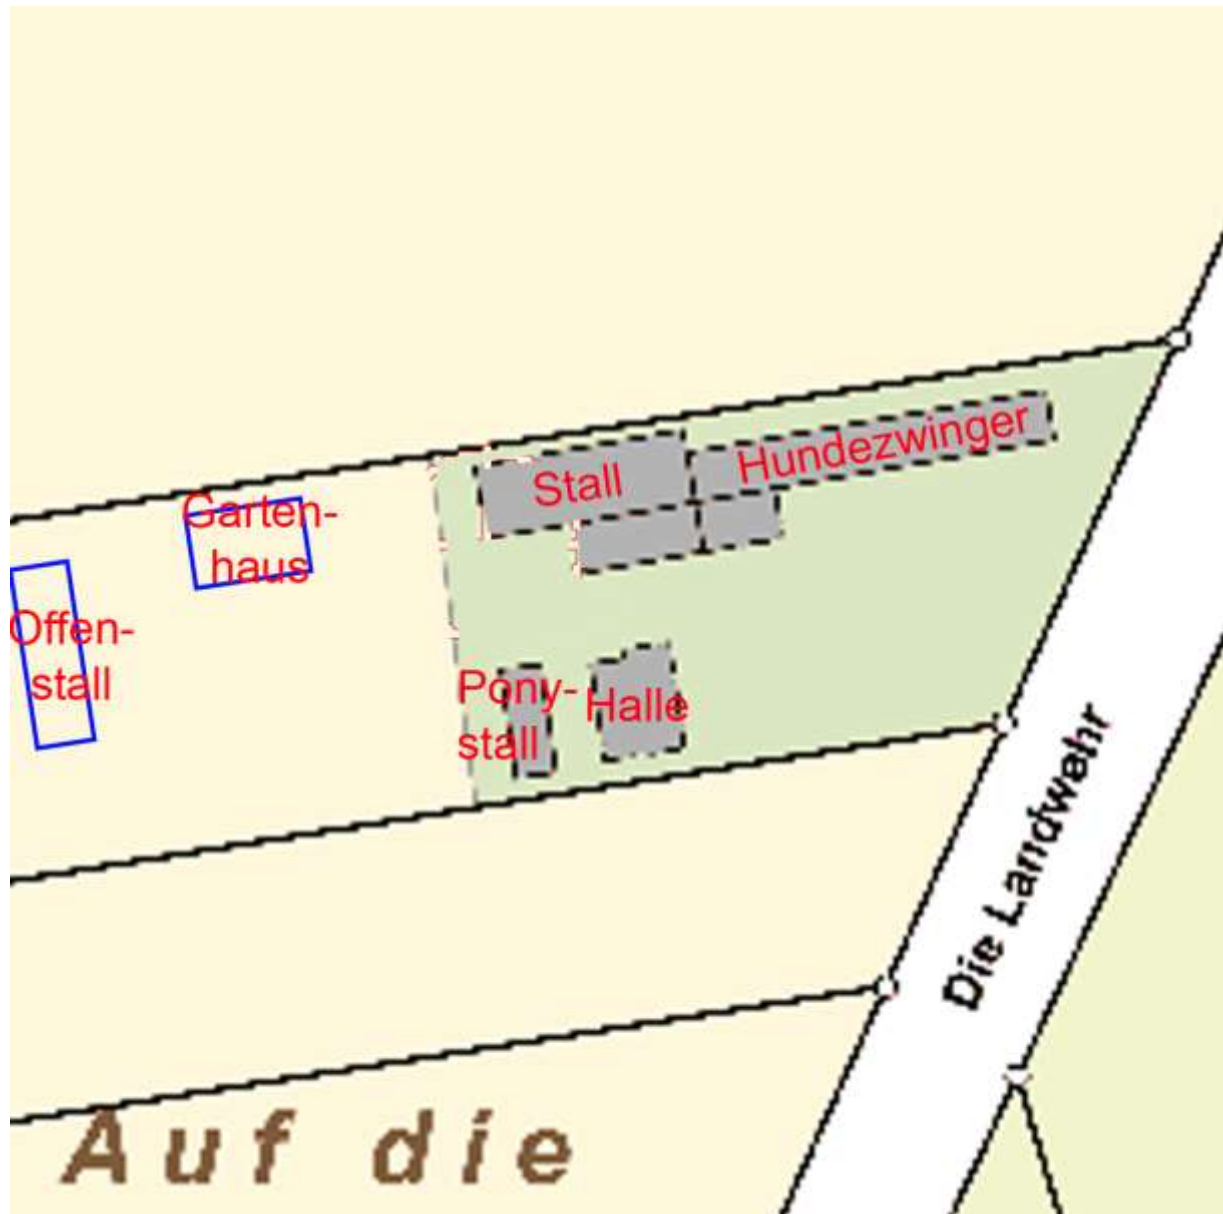 Hundezwinger
Stall
Garten-
haus
Offen-
stall
Pony-
stall
Halle
Die Landwehr
Auf die